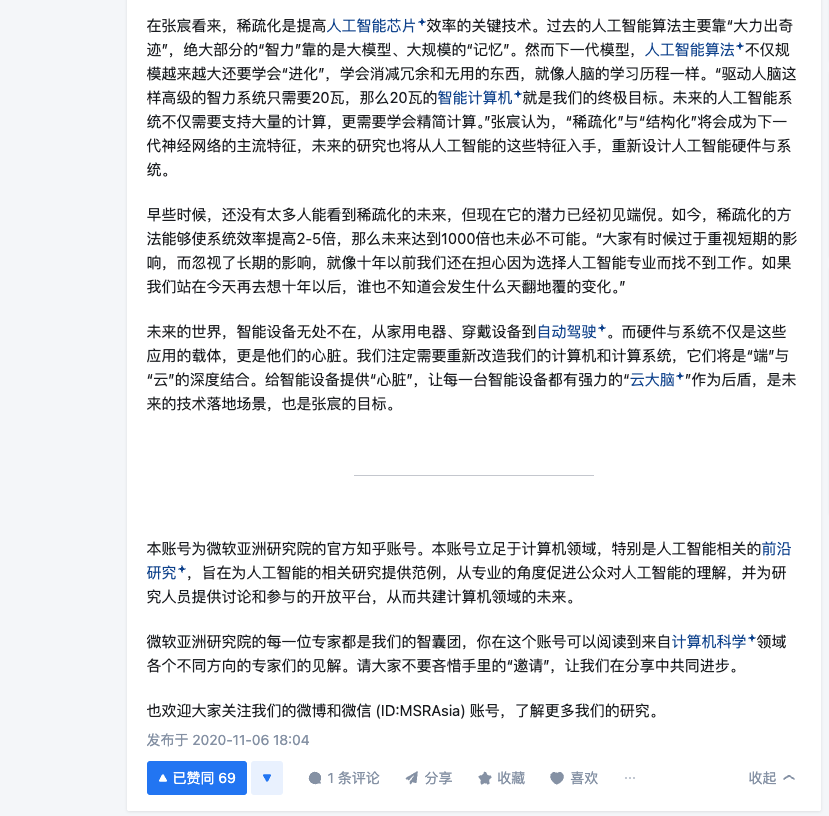 在张宸看来，稀疏化是提高人工智能芯片效率的关键技术。过去的人工智能算法主要靠“大力出奇
迹”，绝大部分的“智力”靠的是大模型、大规模的“记忆”。然而下一代模型，人工智能算法不仅规
模越来越大还要学会“进化”，学会消减冗余和无用的东西，就像人脑的学习历程一样。“驱动人脑这
样高级的智力系统只需要20瓦，那么20瓦的智能计算机就是我们的终极目标。未来的人工智能系
统不仅需要支持大量的计算，更需要学会精简计算。”张宸认为，“稀疏化”与“结构化”将会成为下一
代神经网络的主流特征，未来的研究也将从人工智能的这些特征入手，重新设计人工智能硬件与系
统。
早些时候，还没有太多人能看到稀疏化的未来，但现在它的潜力已经初见端倪。如今，稀疏化的方
法能够使系统效率提高2-5倍，那么未来达到1000倍也未必不可能。“大家有时候过于重视短期的影
响，而忽视了长期的影响，就像十年以前我们还在担心因为选择人工智能专业而找不到工作。如果
我们站在今天再去想十年以后，谁也不知道会发生什么天翻地覆的变化。”
未来的世界，智能设备无处不在，从家用电器、穿戴设备到自动驾驶。而硬件与系统不仅是这些
应用的载体，更是他们的心脏。我们注定需要重新改造我们的计算机和计算系统，它们将是“端”与
“云”的深度结合。给智能设备提供“心脏”，让每一台智能设备都有强力的“云大脑”作为后盾，是未
来的技术落地场景，也是张宸的目标。
本账号为微软亚洲研究院的官方知乎账号。本账号立足于计算机领域，特别是人工智能相关的前沿
研究，旨在为人工智能的相关研究提供范例，从专业的角度促进公众对人工智能的理解，并为研
究人员提供讨论和参与的开放平台，从而共建计算机领域的未来。
微软亚洲研究院的每一位专家都是我们的智囊团，你在这个账号可以阅读到来自计算机科学领域
各个不同方向的专家们的见解。请大家不要吝惜手里的“邀请”，让我们在分享中共同进步。
也欢迎大家关注我们的微博和微信 (ID:MSRAsia) 账号，了解更多我们的研究。
发布于 2020-11-06 18:04
已赞同 69 1 条评论 分享 收藏 喜欢 ··· 收起